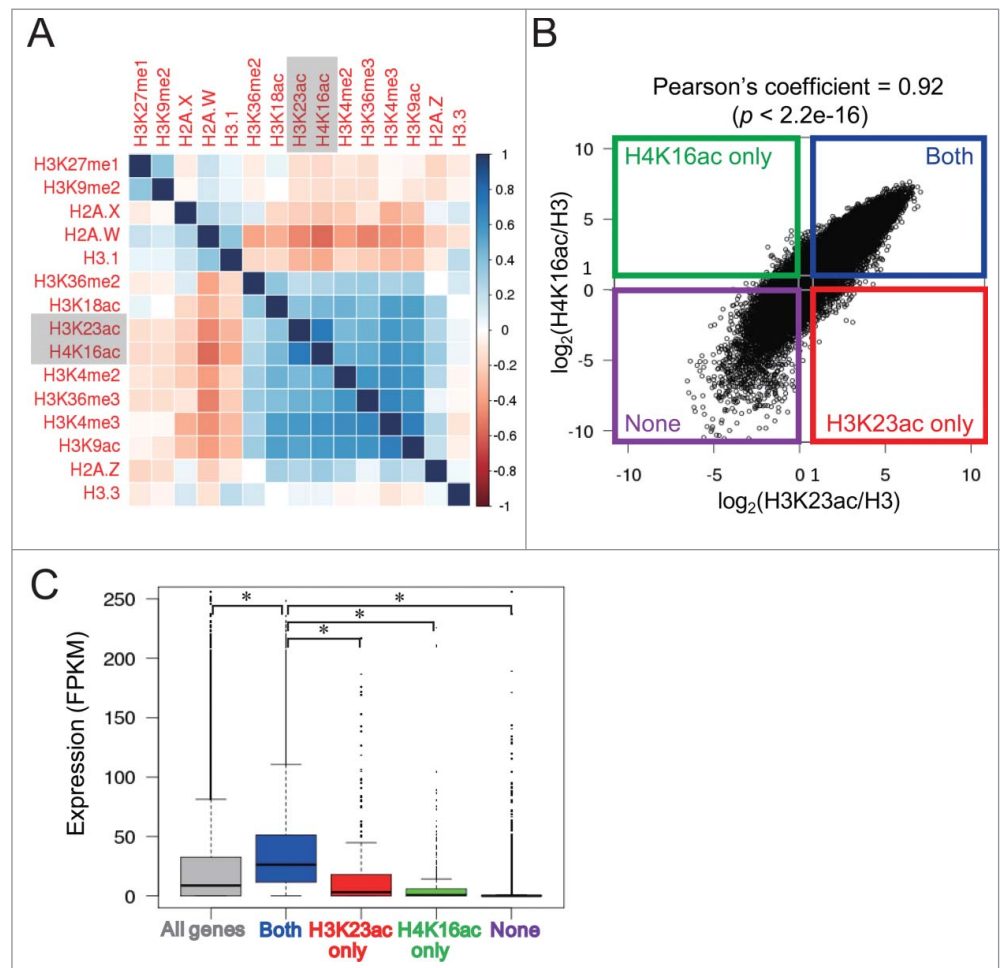 A
H3K27me1
H3K9me2
H2A.X
H2A.W
H3.1
H3K36me2
H3K18ac
H3K23ac
H4K16ac
H3K4me2
H3K36me3
H3K4me3
H3K9ac
H2A.Z
H3.3
H3K27me1
H3K9me2
H2A.X
H2A.W
H3.1
H3K36me2
H3K18ac
H3K23ac
H4K16ac
H3K4me2
H3K36me3
H3K4me3
H3K9ac
H2A.Z
H3.3
1
0.8
0.6
0.4
0.2
0
-0.2
-0.4
-0.6
-0.8
-1
B
Pearson's coefficient = 0.92
(p < 2.2e-16)
log2(H4K16ac/H3)
10
5
1
0
-5
-10
H4K16ac only
Both
None
H3K23ac only
-10 -5 0 1 5 10
log2(H3K23ac/H3)
C
Expression (FPKM)
250
200
150
100
50
0
* * * *
All genes Both H3K23ac only H4K16ac only None